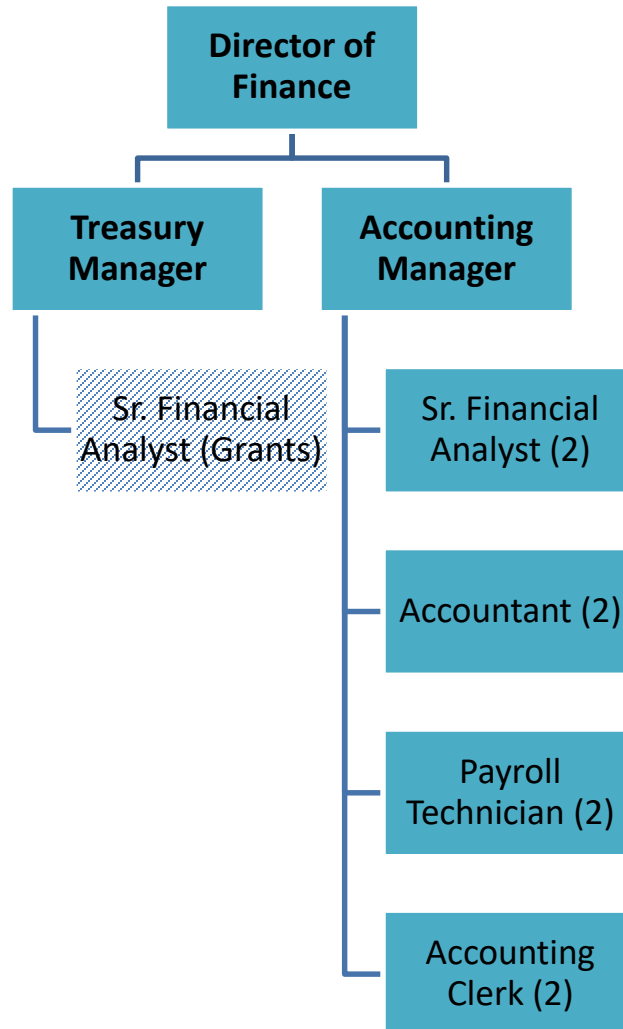 Director of
Finance
Treasury
Manager
Accounting
Manager
Sr. Financial
Analyst (Grants)
Sr. Financial
Analyst (2)
Accountant (2)
Payroll
Technician (2)
Accounting
Clerk (2)